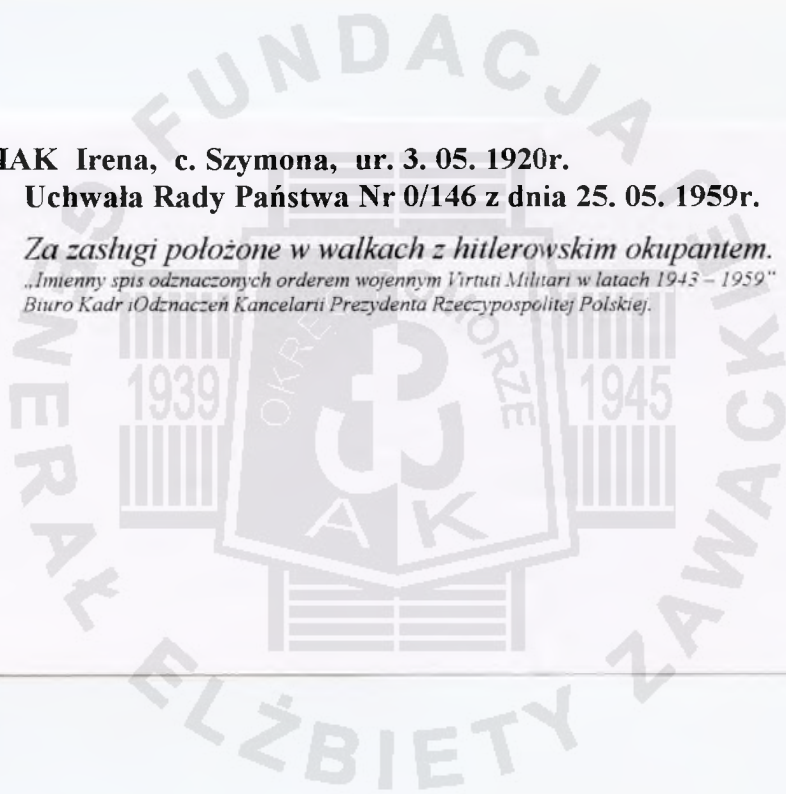 IAK Irena, c. Szymona, ur. 3. 05. 1920r.
Uchwała Rady Państwa Nr 0/146 z dnia 25. 05. 1959r.
Za zasługi położone w walkach z hitlerowskim okupantem.
„Imienny spis odznaczonych orderem wojennym Virtuti Militari w latach 1943 – 1959"
Biuro Kadr iOdznaczeń Kancelarii Prezydenta Rzeczypospolitej Polskiej.
FUNDACJA
GENERAŁ ELŻBIETY ZAWACKIEJ
OKRĘG POMORZE
1939
1945
AK